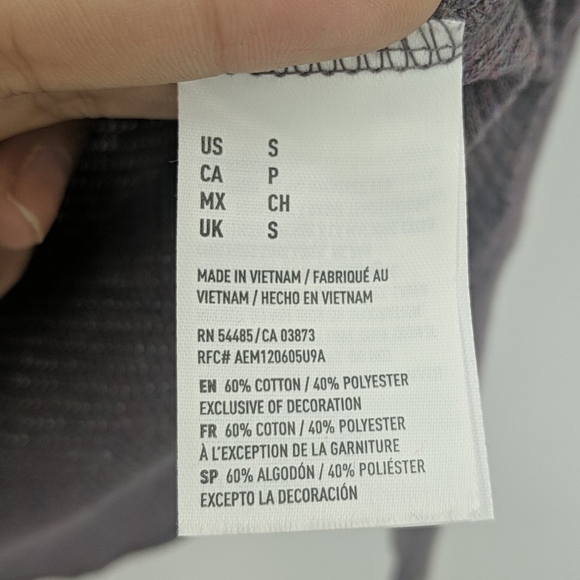 US S
CA P
MX CH
UK S
MADE IN VIETNAM / FABRIQUÉ AU
VIETNAM / HECHO EN VIETNAM
RN 54485/CA 03873
RFC# AEM120605U9A
EN 60% COTTON / 40% POLYESTER
EXCLUSIVE OF DECORATION
FR 60% COTON / 40% POLYESTER
À L'EXCEPTION DE LA GARNITURE
SP 60% ALGODÓN / 40% POLIÉSTER
EXCEPTO LA DECORACIÓN